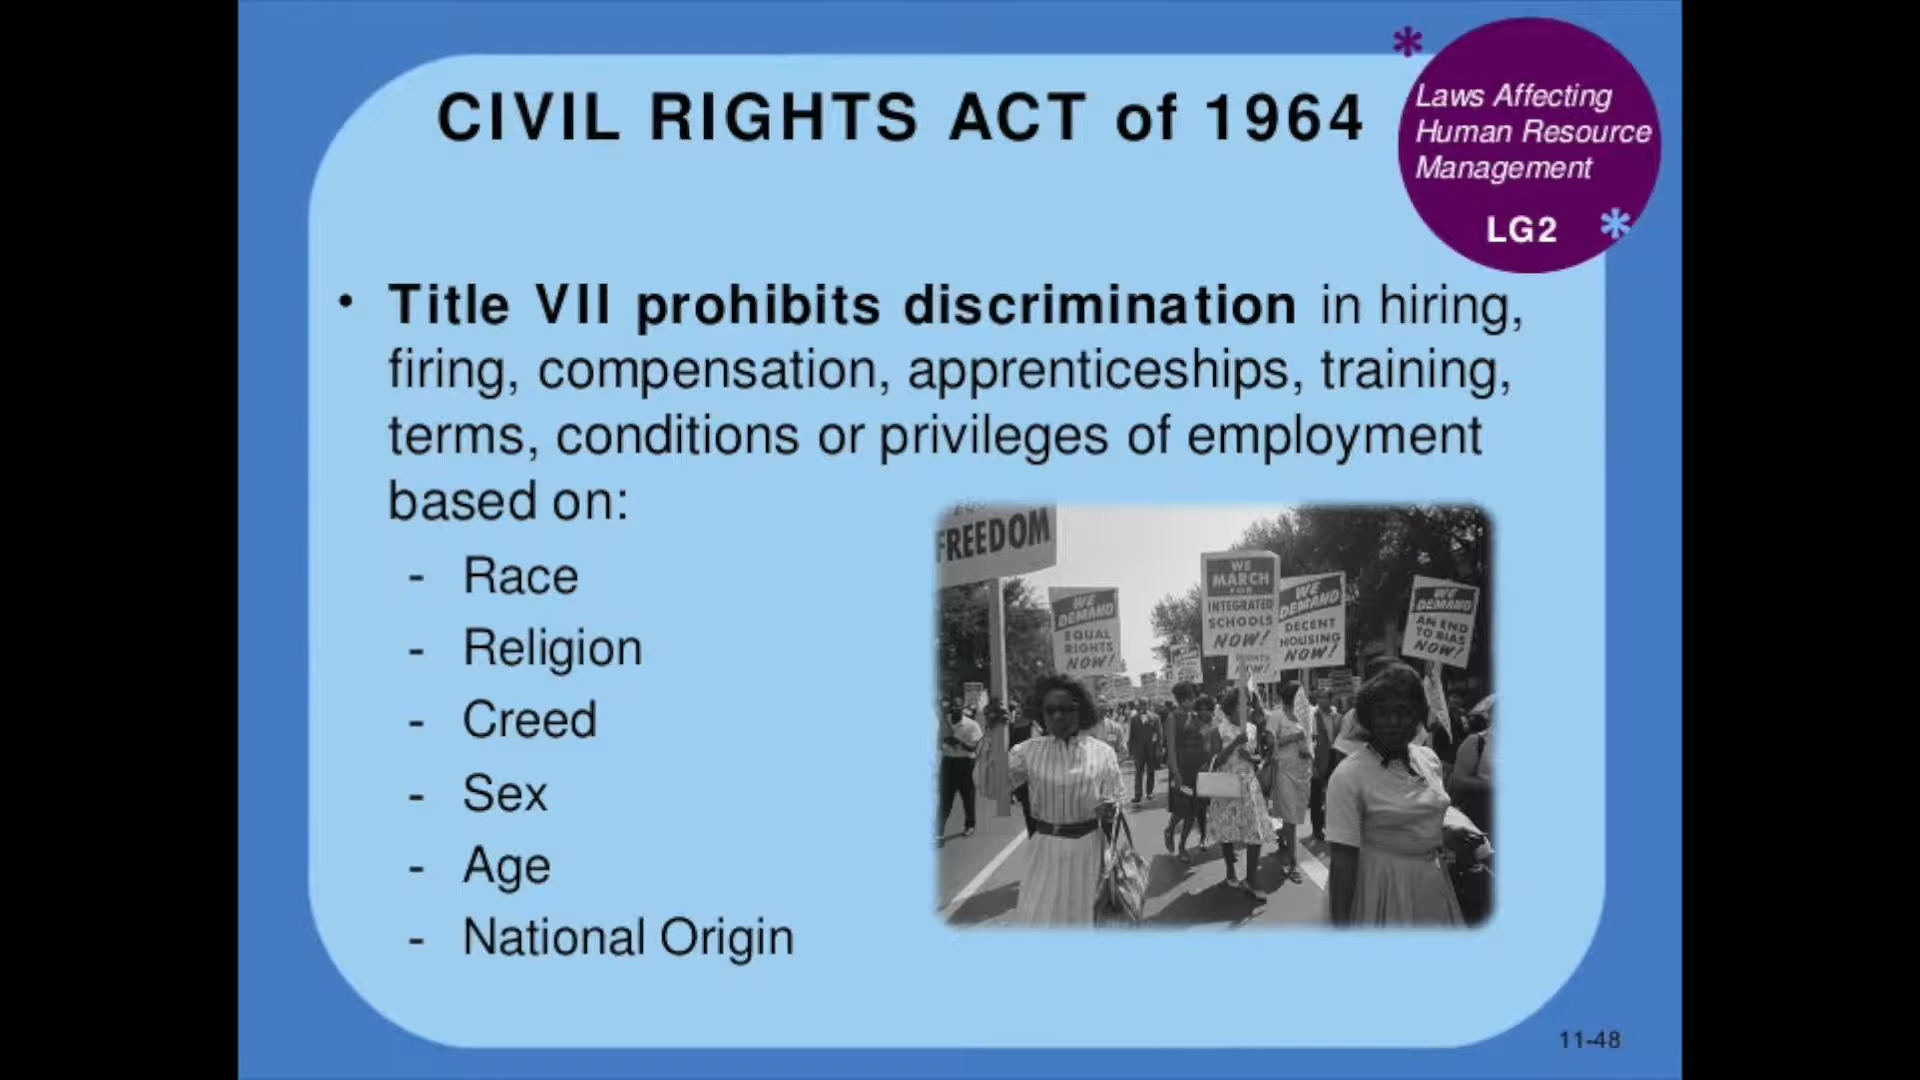 CIVIL RIGHTS ACT of 1964
*
Laws Affecting
Human Resource
Management
LG2 *
• Title VII prohibits discrimination in hiring,
firing, compensation, apprenticeships, training,
terms, conditions or privileges of employment
based on:
- Race
- Religion
- Creed
- Sex
- Age
- National Origin
FREEDOM
WE
DEMAND
EQUAL
RIGHTS
NOW!
WE
MARCH
FOR
INTEGRATED
SCHOOLS
NOW!
WE
DEMAND
DECENT
HOUSING
NOW!
WE
DEMAND
AN END
TO BIAS
NOW!
11-48